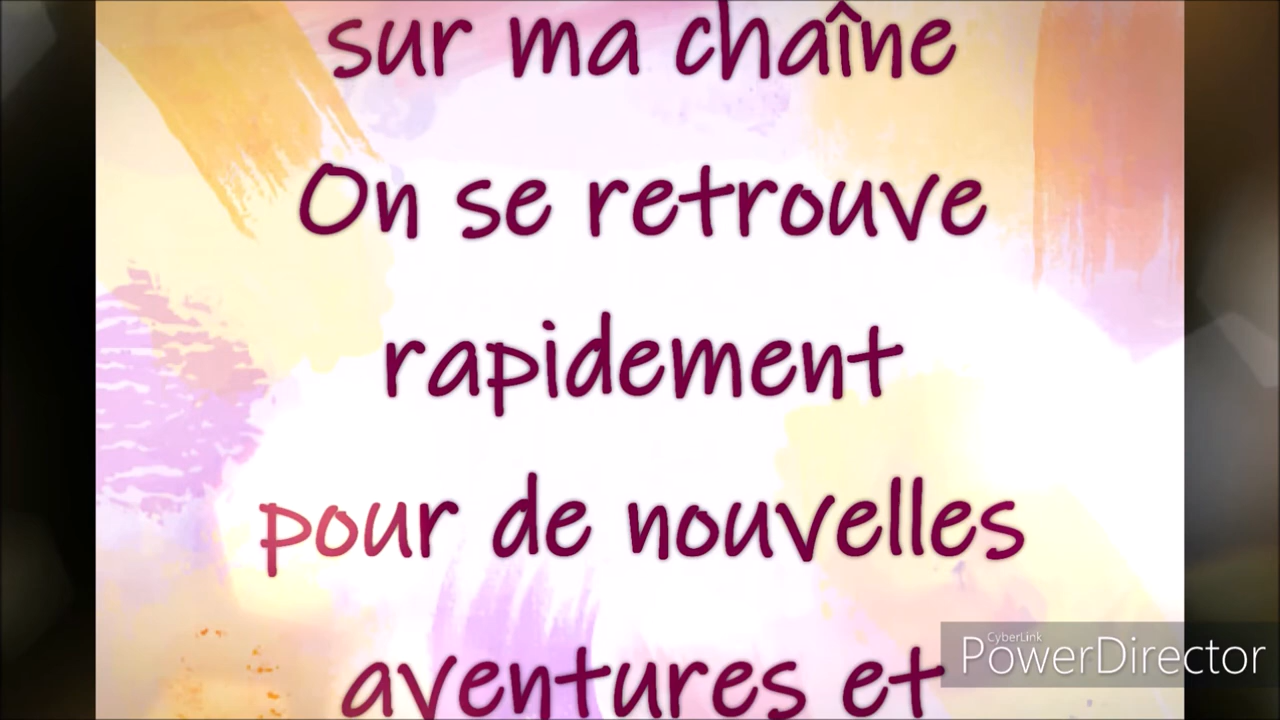 sur ma chaîne
On se retrouve
rapidement
pour de nouvelles
aventures et
CyberLink
PowerDirector